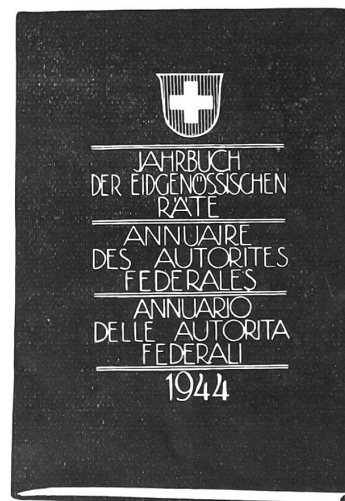 JAHRBUCH
DER EIDGENÖSSISCHEN
RÄTE
ANNUAIRE
DES AUTORITES
FEDERALES
ANNUARIO
DELLE AUTORITA
FEDERALI
1944